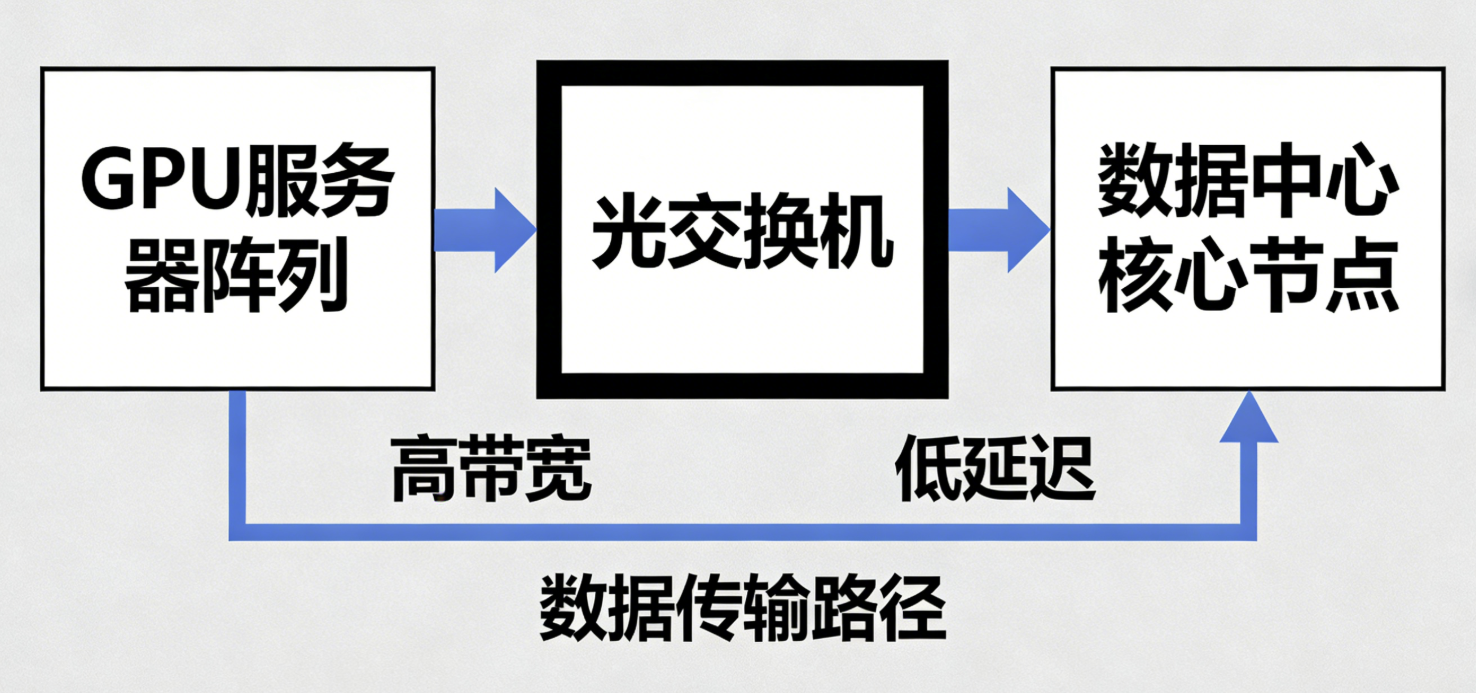 GPU服务
器阵列
光交换机
数据中心
核心节点
高带宽
低延迟
数据传输路径